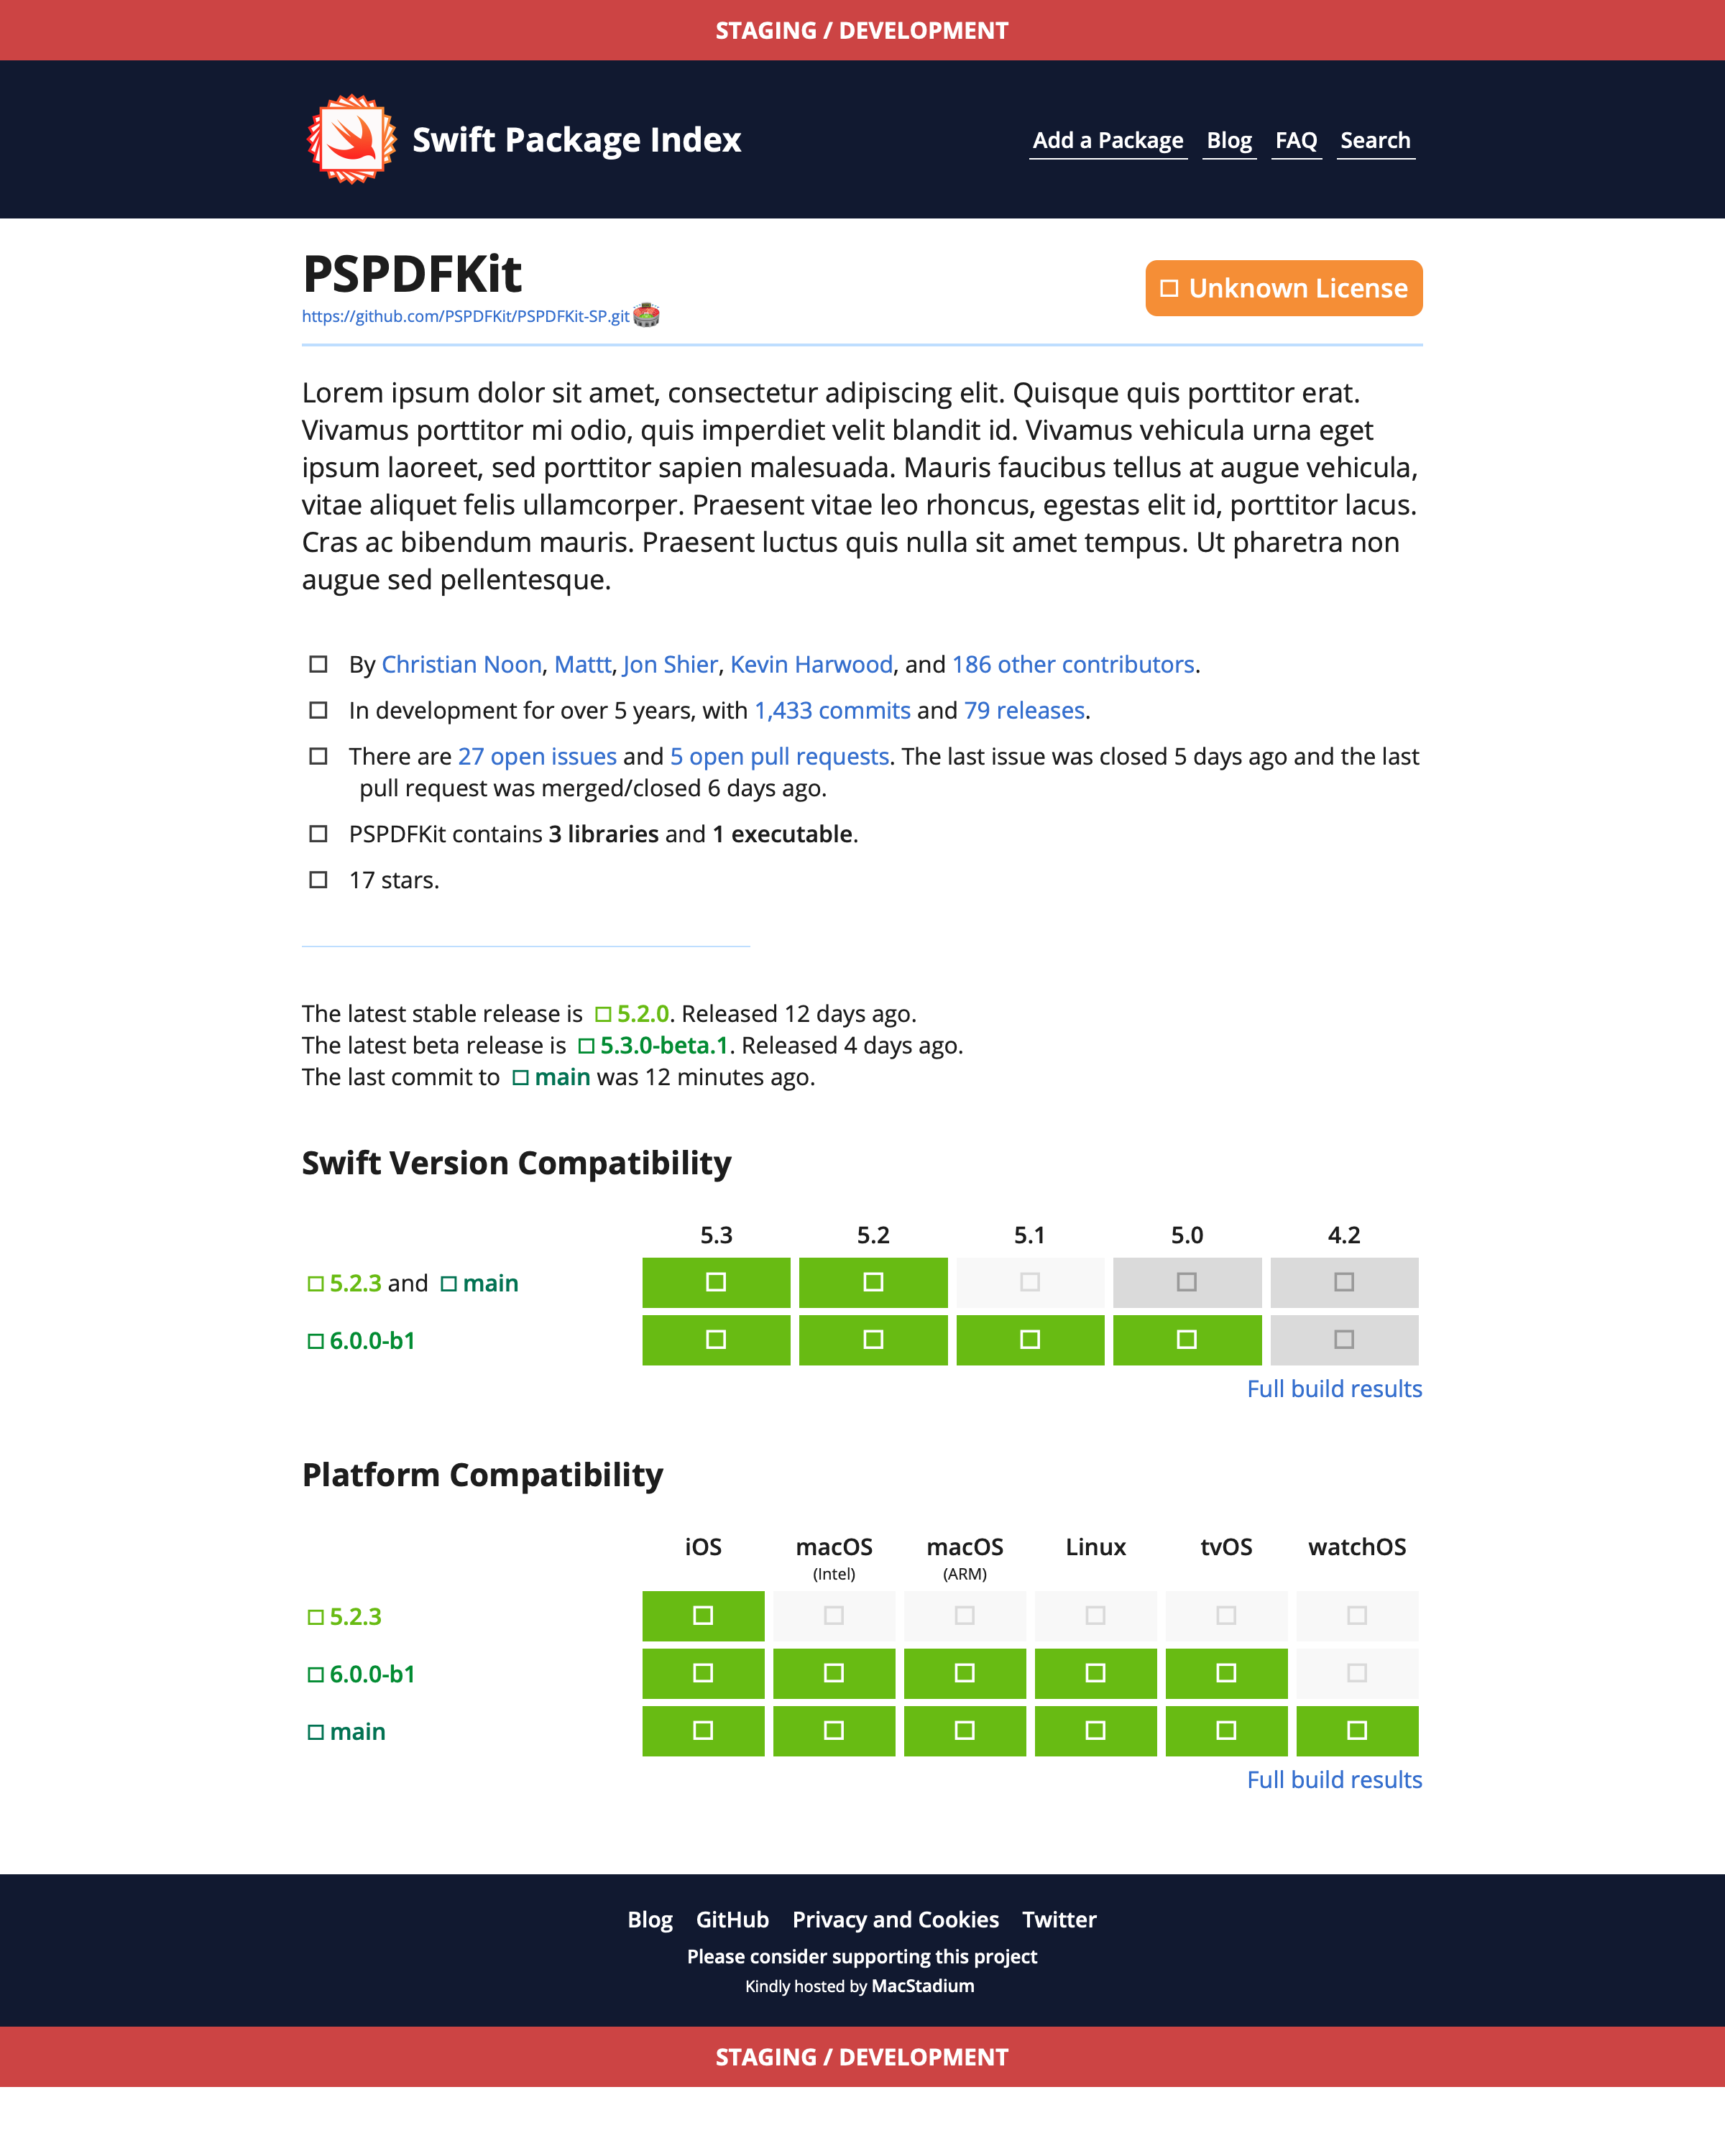 STAGING / DEVELOPMENT
Swift Package Index
Add a Package Blog FAQ Search
PSPDFKit
Unknown License
https://github.com/PSPDFKit/PSPDFKit-SP.git
Lorem ipsum dolor sit amet, consectetur adipiscing elit. Quisque quis porttitor erat.
Vivamus porttitor mi odio, quis imperdiet velit blandit id. Vivamus vehicula urna eget
ipsum laoreet, sed porttitor sapien malesuada. Mauris faucibus tellus at augue vehicula,
vitae aliquet felis ullamcorper. Praesent vitae leo rhoncus, egestas elit id, porttitor lacus.
Cras ac bibendum mauris. Praesent luctus quis nulla sit amet tempus. Ut pharetra non
augue sed pellentesque.
By Christian Noon, Mattt, Jon Shier, Kevin Harwood, and 186 other contributors.
In development for over 5 years, with 1,433 commits and 79 releases.
There are 27 open issues and 5 open pull requests. The last issue was closed 5 days ago and the last
pull request was merged/closed 6 days ago.
PSPDFKit contains 3 libraries and 1 executable.
17 stars.
The latest stable release is 5.2.0. Released 12 days ago.
The latest beta release is 5.3.0-beta.1. Released 4 days ago.
The last commit to main was 12 minutes ago.
Swift Version Compatibility
5.3 5.2 5.1 5.0 4.2
5.2.3 and main
6.0.0-b1
Full build results
Platform Compatibility
iOS macOS macOS Linux tvOS watchOS
(Intel) (ARM)
5.2.3
6.0.0-b1
main
Full build results
Blog GitHub Privacy and Cookies Twitter
Please consider supporting this project
Kindly hosted by MacStadium
STAGING / DEVELOPMENT